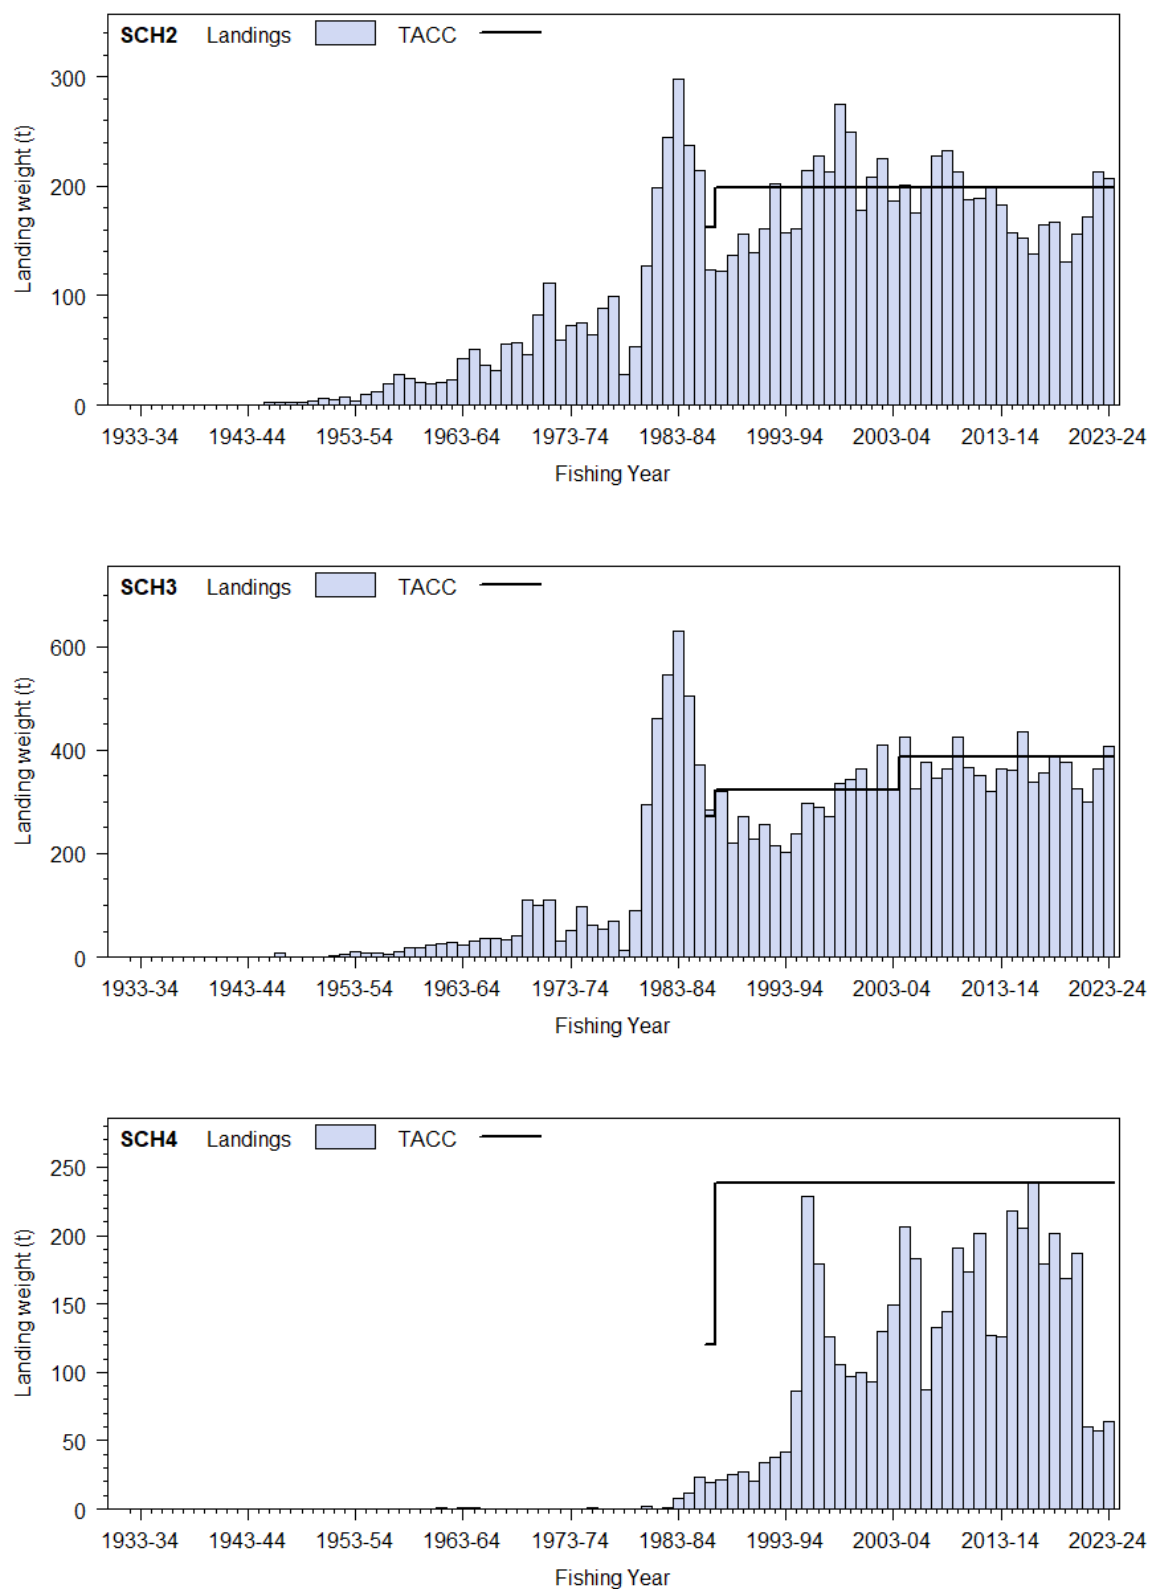 SCH2 Landings TACC
Landing weight (t)
300
200
100
0
1933-34 1943-44 1953-54 1963-64 1973-74 1983-84 1993-94 2003-04 2013-14 2023-24
Fishing Year
SCH3 Landings TACC
Landing weight (t)
600
400
200
0
1933-34 1943-44 1953-54 1963-64 1973-74 1983-84 1993-94 2003-04 2013-14 2023-24
Fishing Year
SCH4 Landings TACC
Landing weight (t)
250
200
150
100
50
0
1933-34 1943-44 1953-54 1963-64 1973-74 1983-84 1993-94 2003-04 2013-14 2023-24
Fishing Year